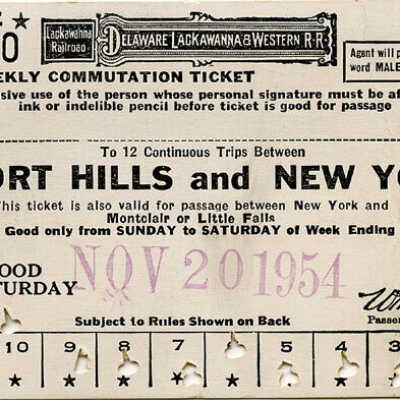 Lackawanna Railroad
DELAWARE LACKAWANNA & WESTERN R·R·
Agent will p
word MALE
EKLY COMMUTATION TICKET
sive use of the person whose personal signature must be af
ink or indelible pencil before ticket is good for passage
To 12 Continuous Trips Between
ORT HILLS and NEW YO
This ticket is also valid for passage between New York and
Montclair or Little Falls
Good only from SUNDAY to SATURDAY of Week Ending
OOD
TURDAY
NOV 20 1954
Subject to Rules Shown on Back
Passen
10 9 8 7 5 4 3